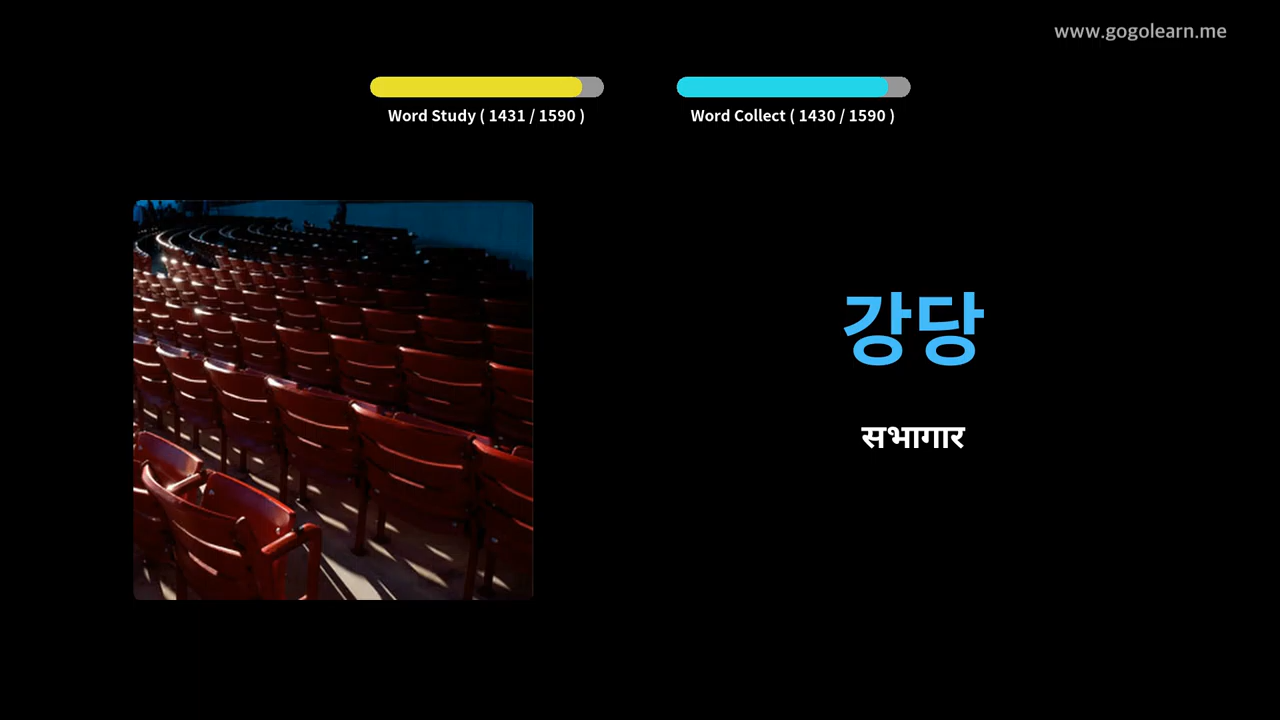 www.gogolearn.me
Word Study ( 1431 / 1590 )
Word Collect ( 1430 / 1590 )
강당
सभागार